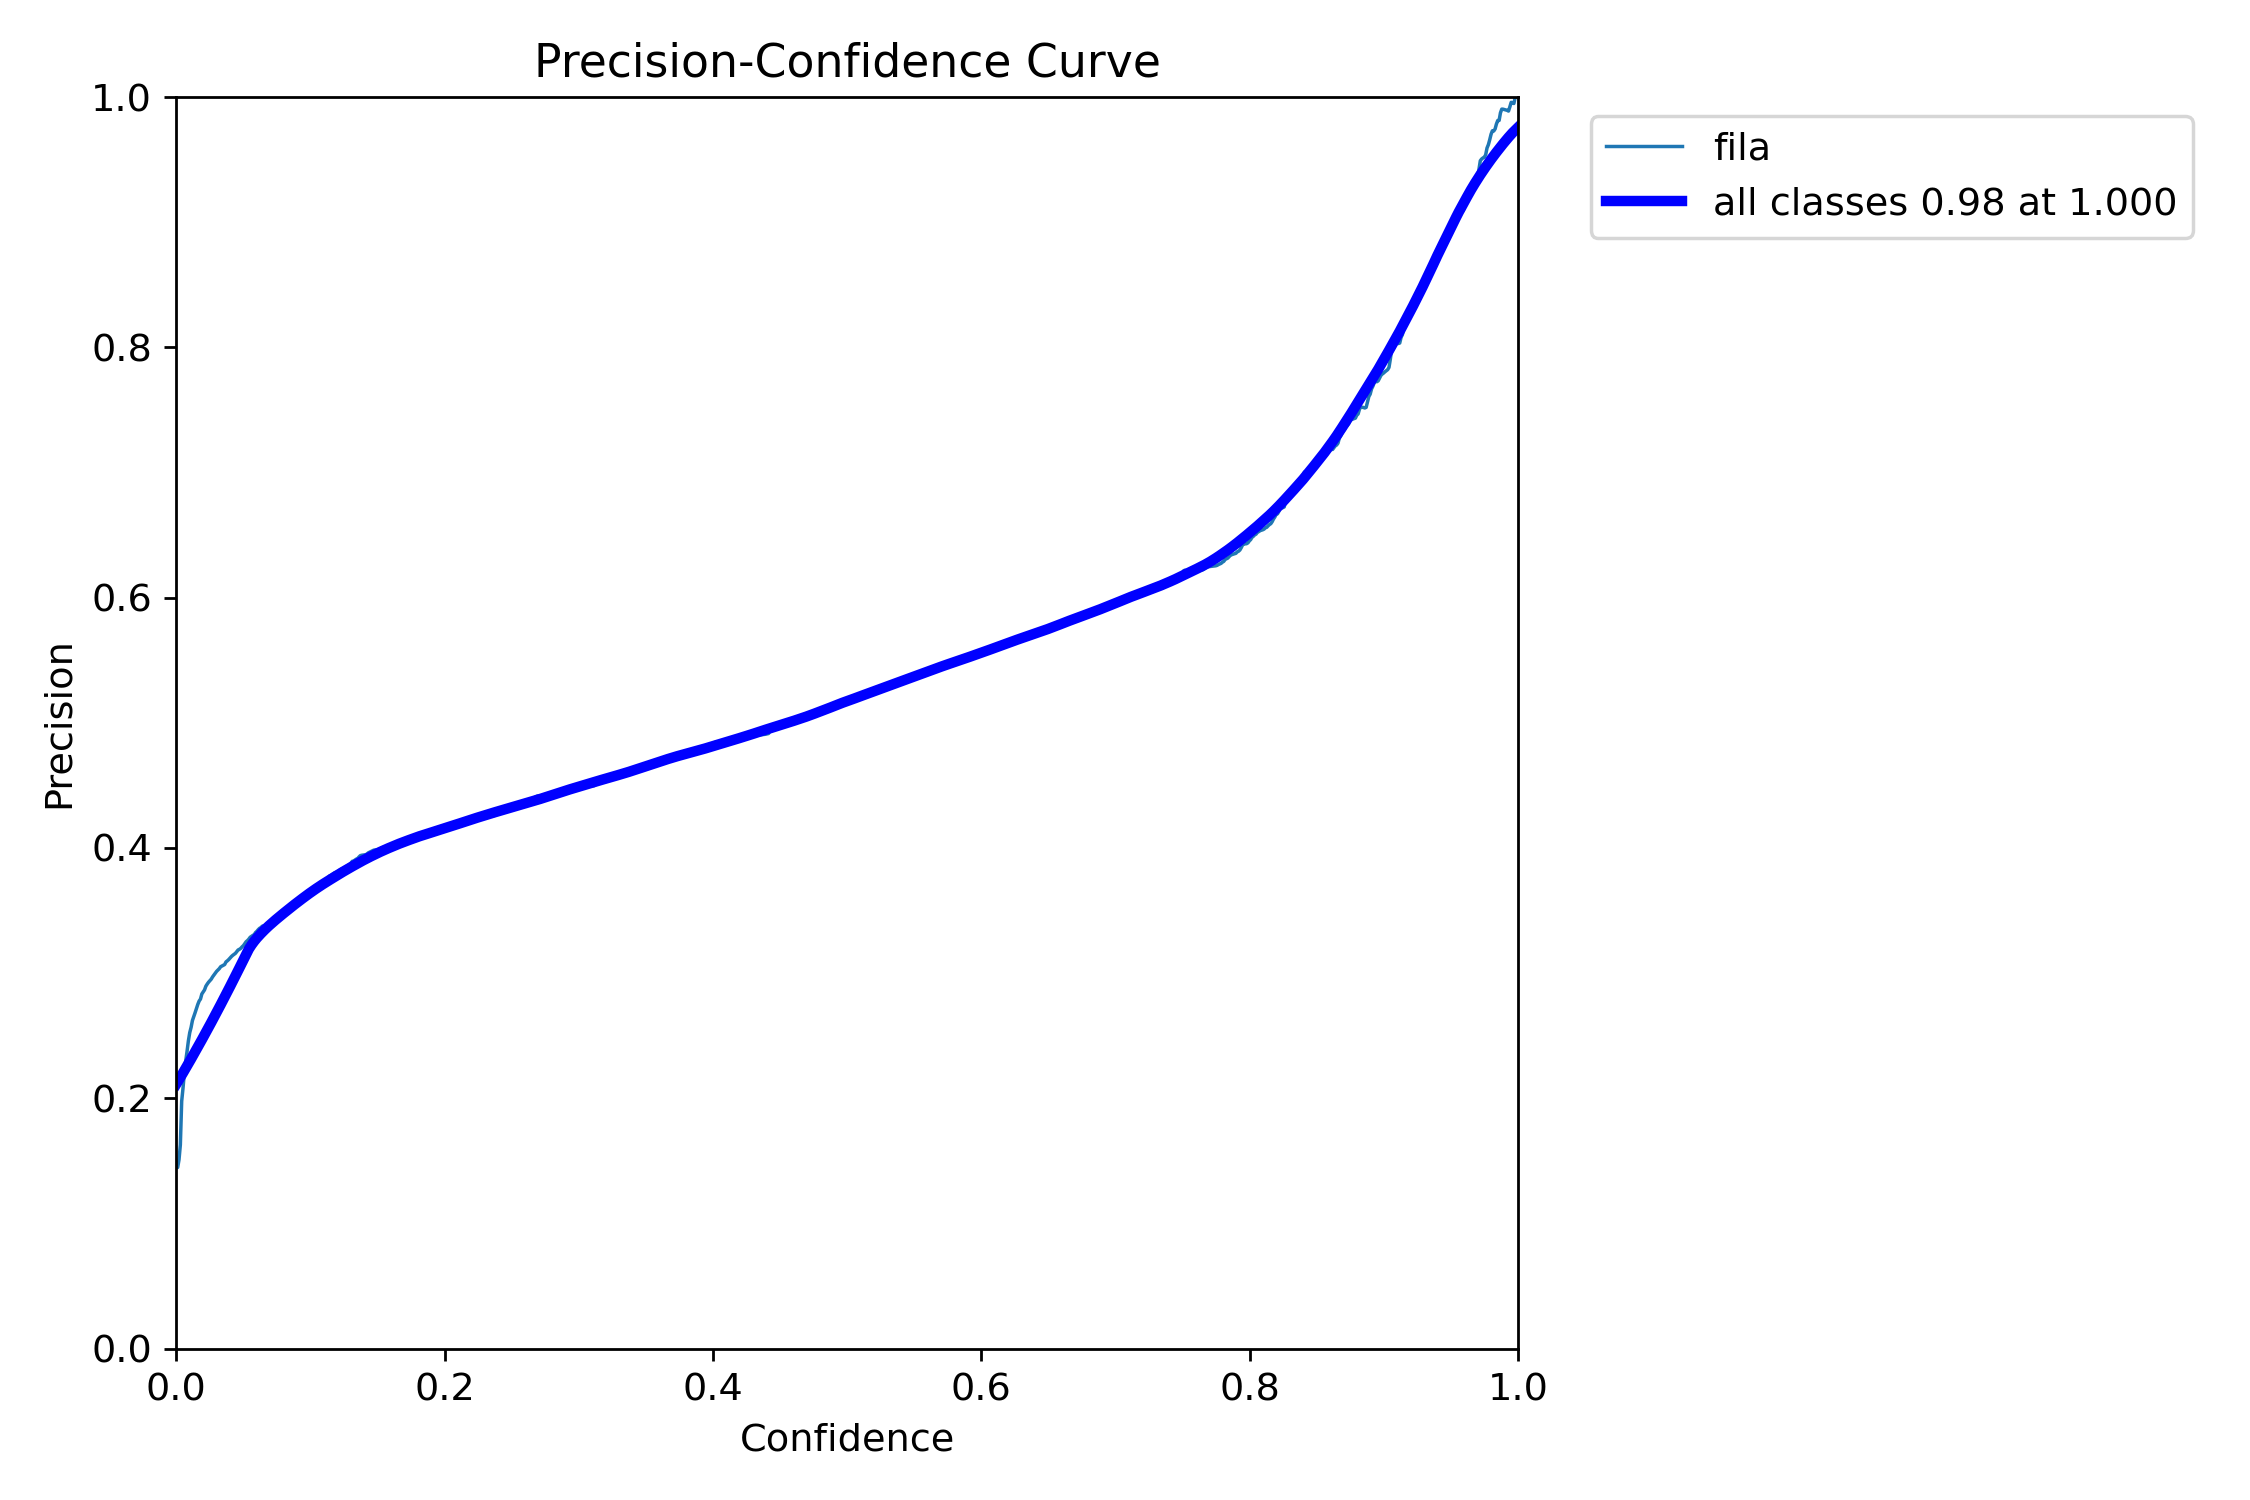 Precision-Confidence Curve
1.0
0.8
0.6
0.4
0.2
0.0
Precision
0.0 0.2 0.4 0.6 0.8 1.0
Confidence
fila
all classes 0.98 at 1.000